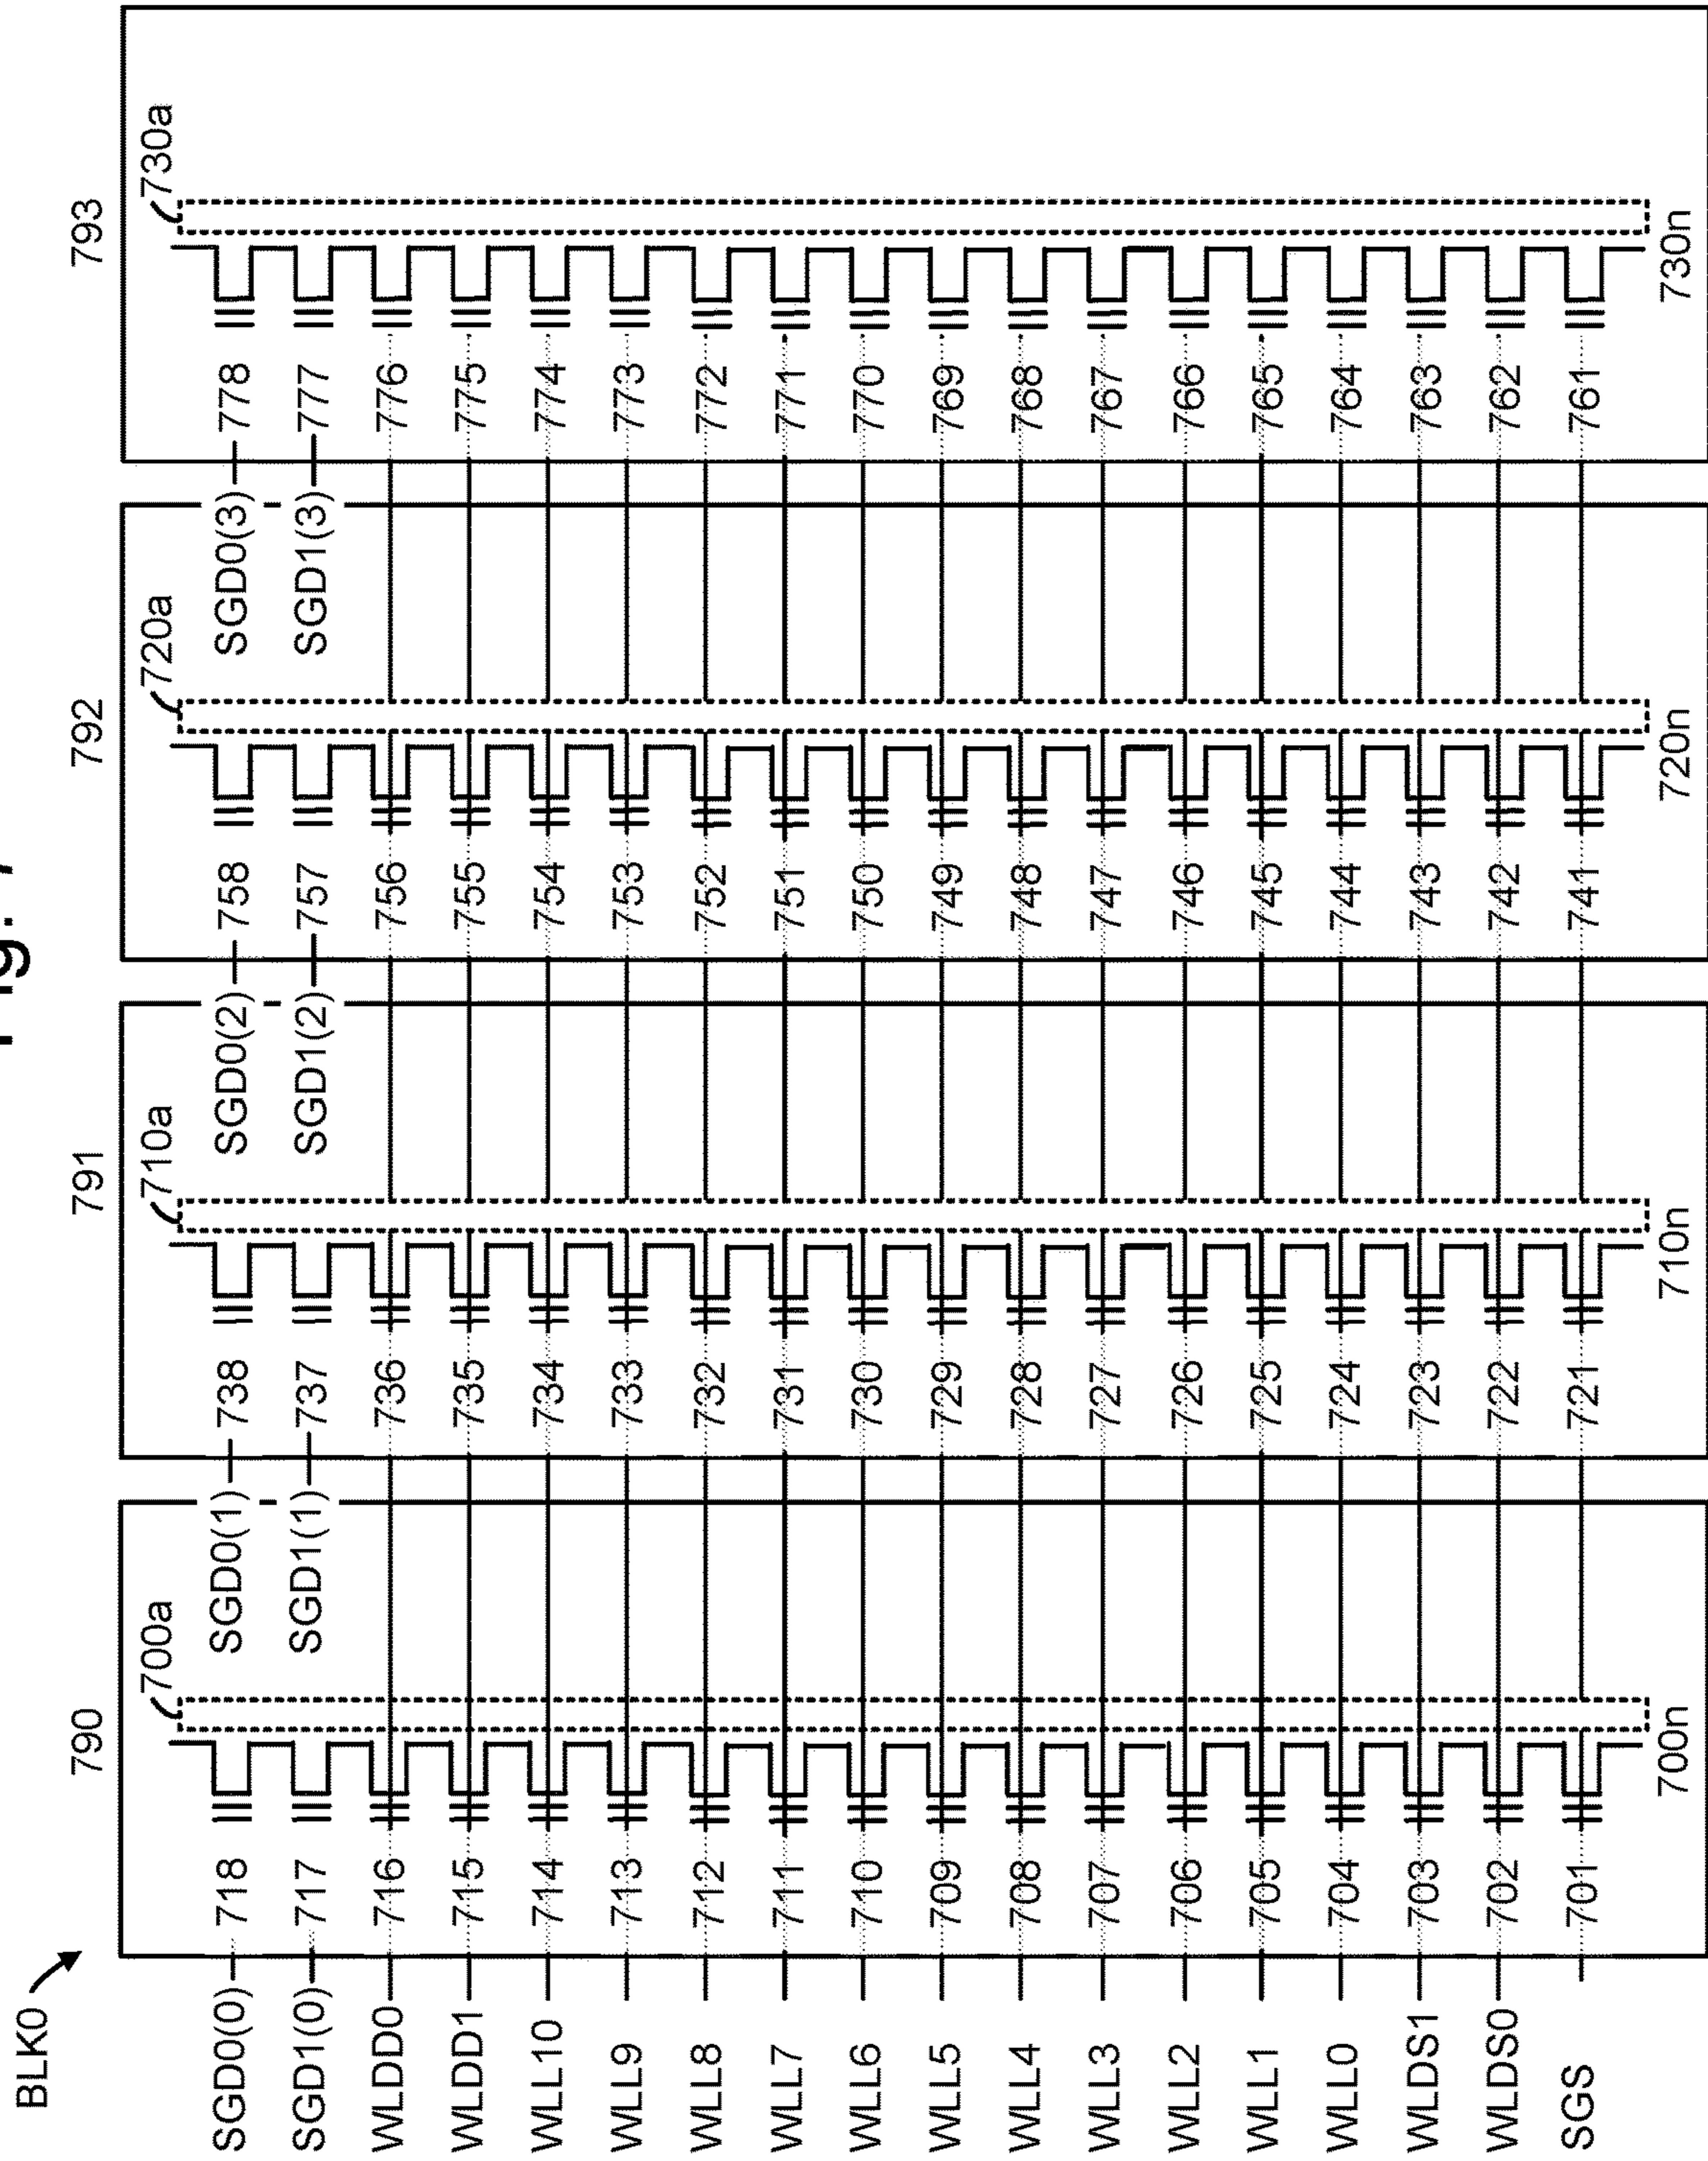 BLK0
790 791 792 793
700a 710a 720a 730a
SGD0(0) 718 SGD0(1) 738 SGD0(2) 758 SGD0(3) 778
SGD1(0) 717 SGD1(1) 737 SGD1(2) 757 SGD1(3) 777
WLDD0 716 736 756 776
WLDD1 715 735 755 775
WLL10 714 734 754 774
WLL9 713 733 753 773
WLL8 712 732 752 772
WLL7 711 731 751 771
WLL6 710 730 750 770
WLL5 709 729 749 769
WLL4 708 728 748 768
WLL3 707 727 747 767
WLL2 706 726 746 766
WLL1 705 725 745 765
WLL0 704 724 744 764
WLDS1 703 723 743 763
WLDS0 702 722 742 762
SGS 701 721 741 761
700n 710n 720n 730n